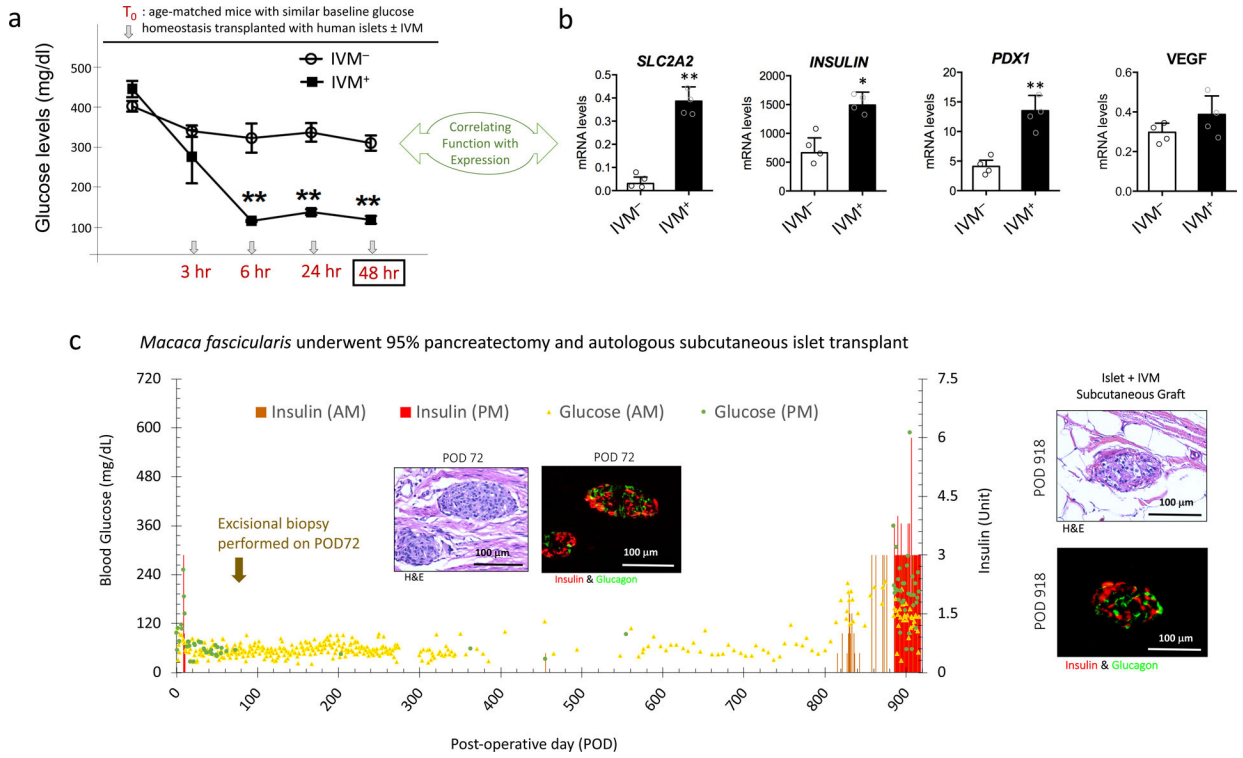 a
T0 : age-matched mice with similar baseline glucose
homeostasis transplanted with human islets ± IVM
Glucose levels (mg/dl)
500
400
300
400
100
IVM–
IVM+
**
**
**
3 hr
6 hr
24 hr
48 hr
Correlating
Function with
Expression
b
SLC2A2
mRNA levels
0.4
0.3
0.2
0.1
0.0
**
IVM–
IVM+
INSULIN
mRNA levels
2000
1500
1000
500
0
*
IVM–
IVM+
PDX1
mRNA levels
15
10
5
0
**
IVM–
IVM+
VEGF
mRNA levels
0.6
0.4
0.2
0.0
IVM–
IVM+
c
Macaca fascicularis underwent 95% pancreatectomy and autologous subcutaneous islet transplant
Blood Glucose (mg/dL)
720
600
480
360
240
120
0
Insulin (AM)
Insulin (PM)
Glucose (AM)
Glucose (PM)
Excisional biopsy
performed on POD72
POD 72
100 µm
H&E
POD 72
100 µm
Insulin & Glucagon
7.5
6
4.5
3
1.5
0
Insulin (Unit)
0
100
200
300
400
500
600
700
800
900
Post-operative day (POD)
Islet + IVM
Subcutaneous Graft
POD 918
100 µm
H&E
POD 918
100 µm
Insulin & Glucagon